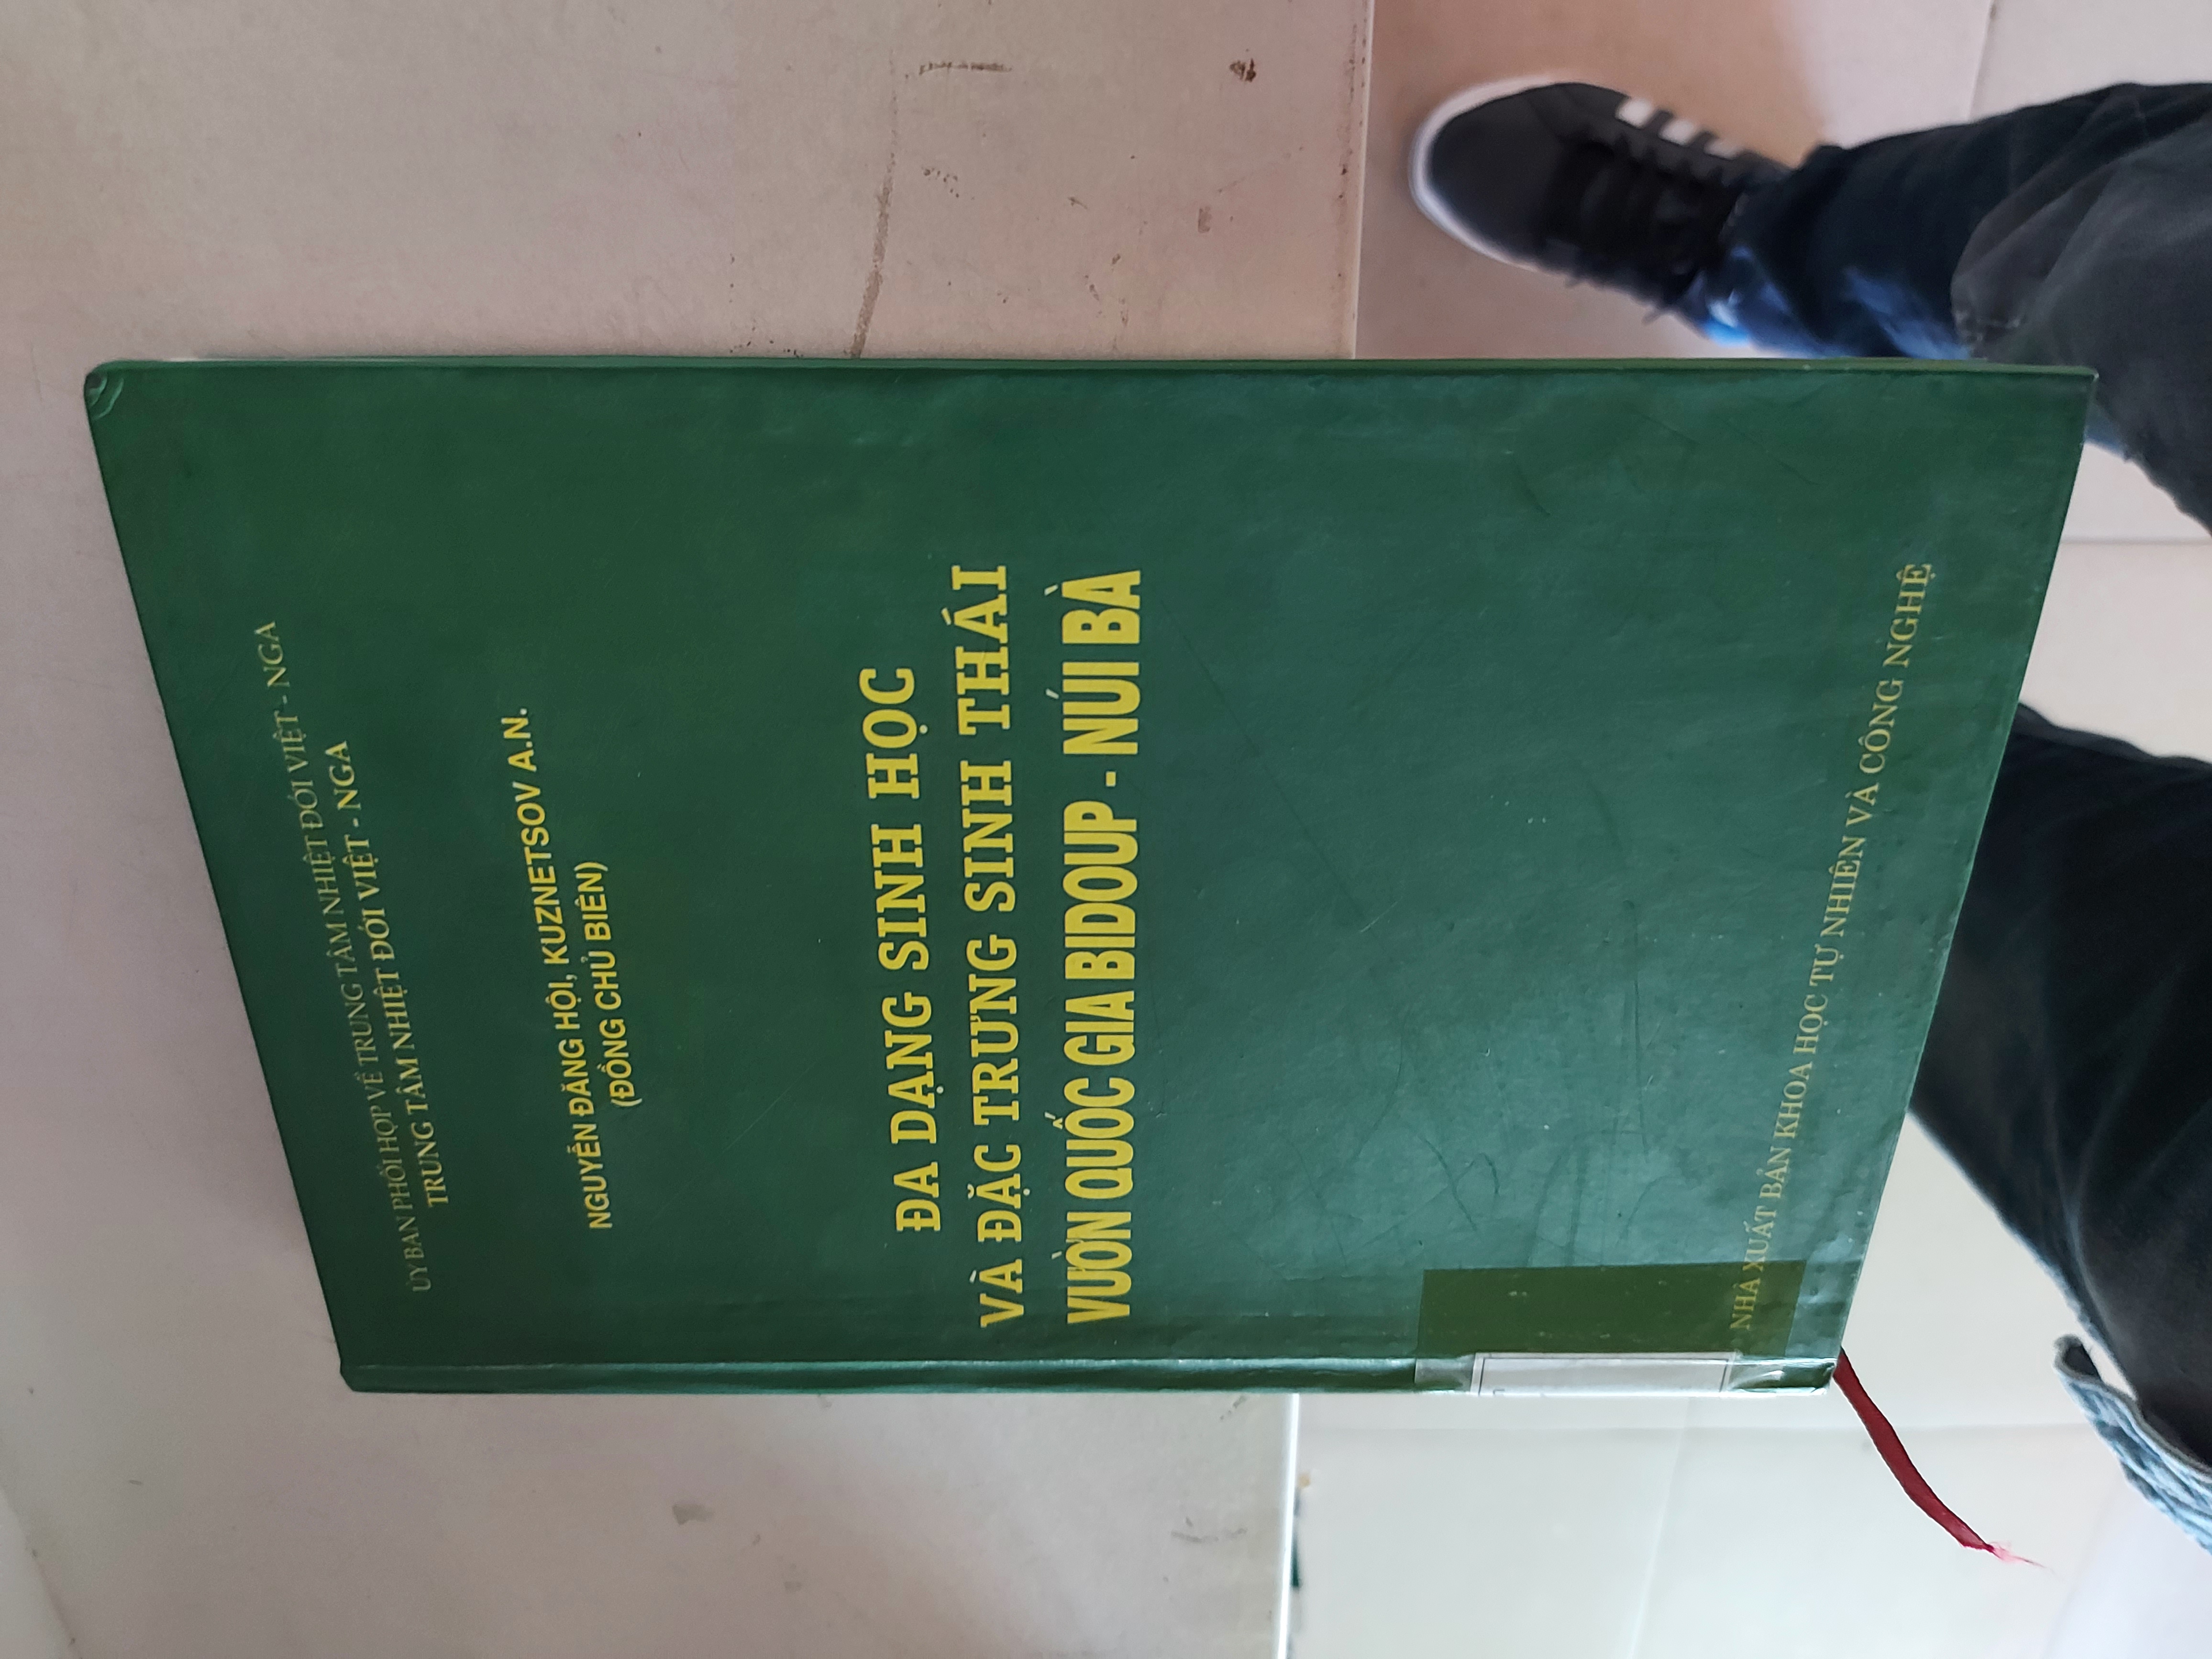 ỦY BAN PHỐI HỢP VỀ TRUNG TÂM NHIỆT ĐỚI VIỆT - NGA
TRUNG TÂM NHIỆT ĐỚI VIỆT - NGA
NGUYỄN ĐĂNG HỘI, KUZNETSOV A.N.
(ĐỒNG CHỦ BIÊN)
ĐA DẠNG SINH HỌC
VÀ ĐẶC TRƯNG SINH THÁI
VƯỜN QUỐC GIA BIDOUP - NÚI BÀ
NHÀ XUẤT BẢN KHOA HỌC TỰ NHIÊN VÀ CÔNG NGHỆ